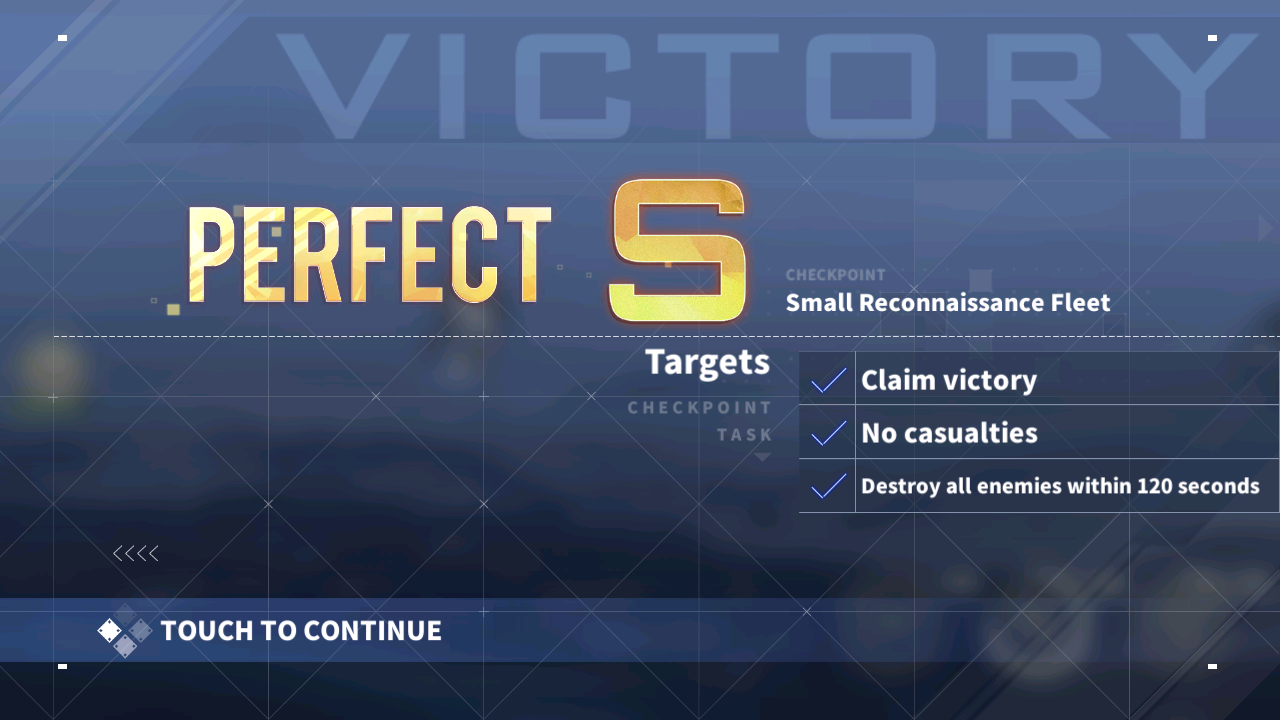 VICTORY
PERFECT S
CHECKPOINT
Small Reconnaissance Fleet
Targets
CHECKPOINT
TASK
Claim victory
No casualties
Destroy all enemies within 120 seconds
TOUCH TO CONTINUE